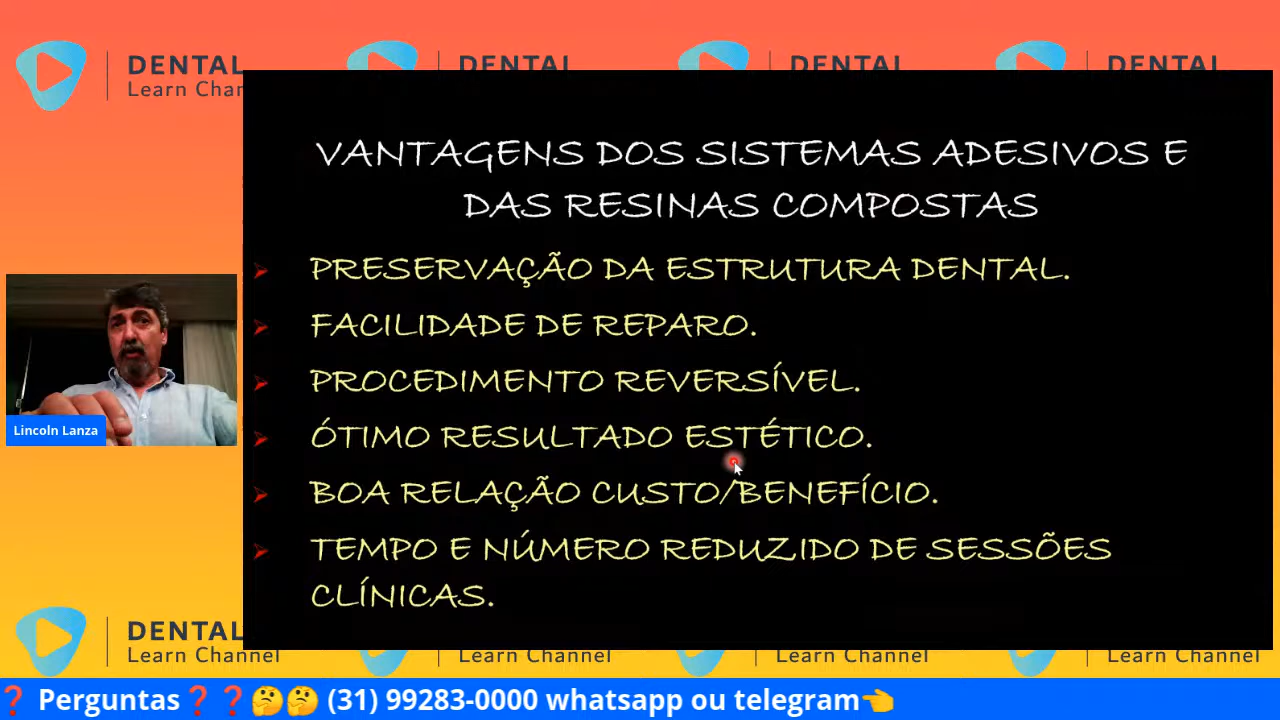 DENTAL
Learn Chan
DENTAL
DENTAL
DENTAL
VANTAGENS DOS SISTEMAS ADESIVOS E
DAS RESINAS COMPOSTAS
PRESERVAÇÃO DA ESTRUTURA DENTAL.
FACILIDADE DE REPARO.
PROCEDIMENTO REVERSÍVEL.
ÓTIMO RESULTADO ESTÉTICO.
BOA RELAÇÃO CUSTO/BENEFÍCIO.
TEMPO E NÚMERO REDUZIDO DE SESSÕES
CLÍNICAS.
Lincoln Lanza
DENTAL
Learn Channel
Learn Channel
Learn Channel
Learn Channel
❓ Perguntas❓❓🤔🤔 (31) 99283-0000 whatsapp ou telegram👈